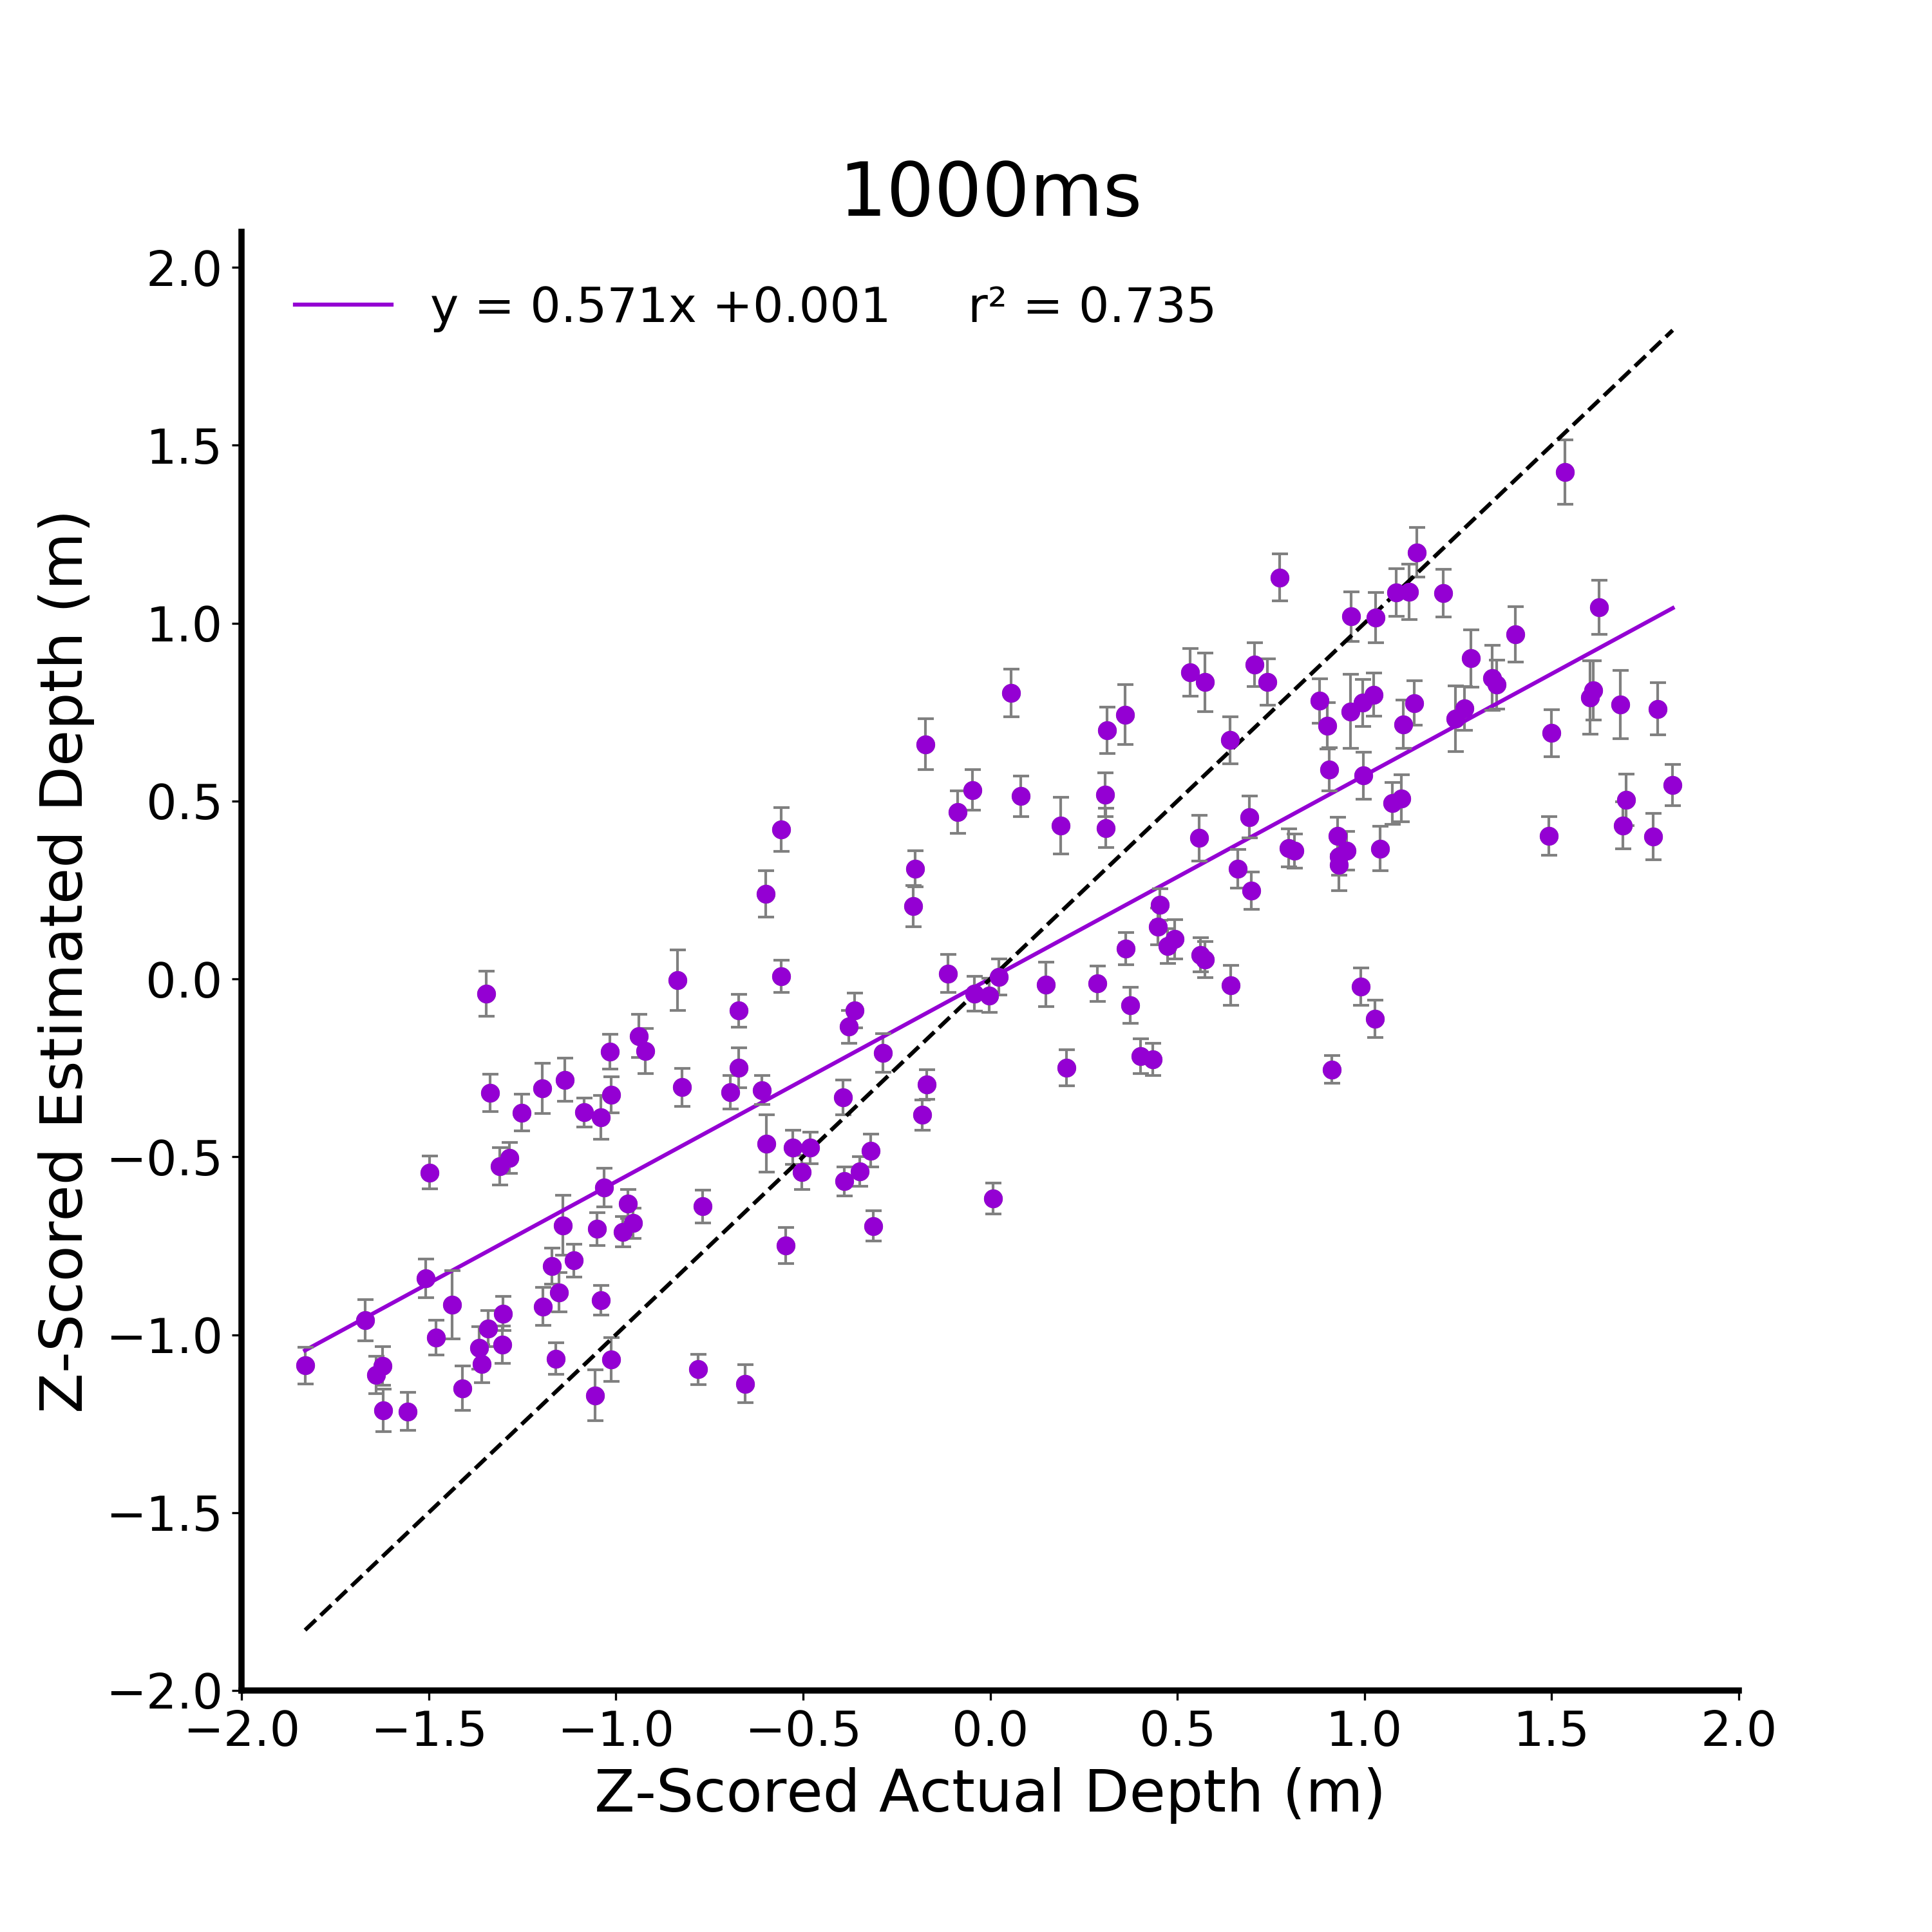 1000ms
y = 0.571x +0.001 r² = 0.735
2.0
1.5
1.0
0.5
0.0
−0.5
−1.0
−1.5
−2.0
Z-Scored Estimated Depth (m)
−2.0 −1.5 −1.0 −0.5 0.0 0.5 1.0 1.5 2.0
Z-Scored Actual Depth (m)